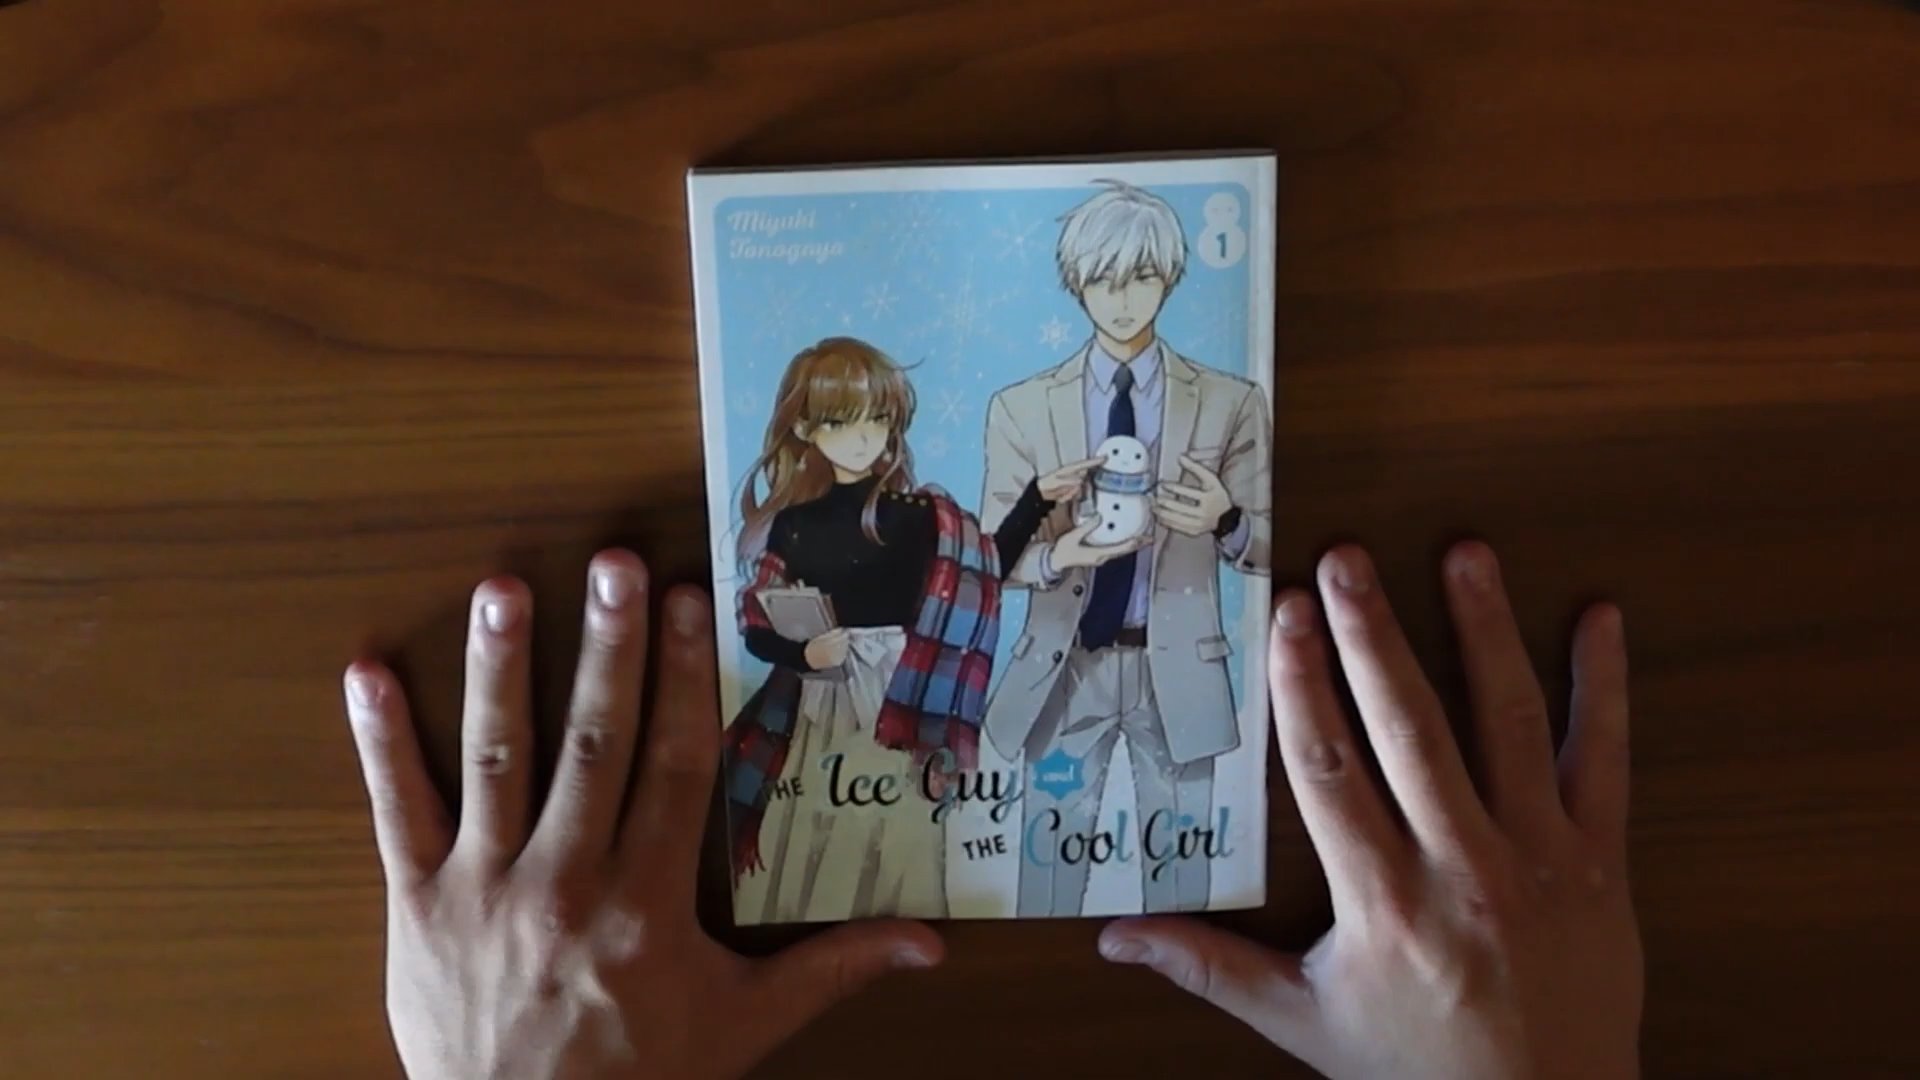 Miyuki
Tonogaya
1
THE Ice Guy and
THE Cool Girl